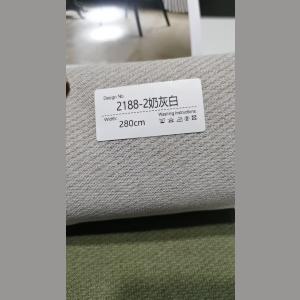 Design No.
2188-2奶灰白
Width:
280cm
Washing Instructions: